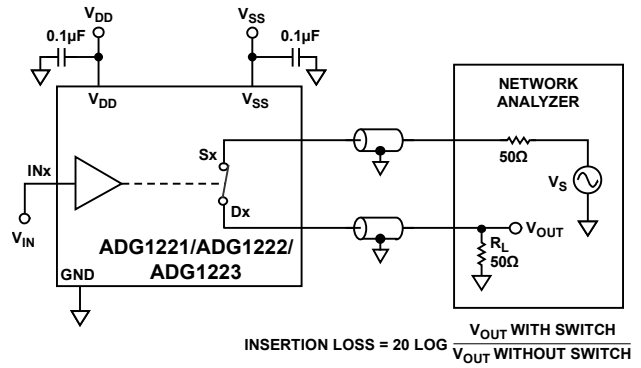 VDD
VSS
0.1µF
0.1µF
VDD
VSS
NETWORK
ANALYZER
Sx
50Ω
INx
VS
Dx
VOUT
VIN
RL
50Ω
ADG1221/ADG1222/
ADG1223
GND
INSERTION LOSS = 20 LOG VOUT WITH SWITCH
VOUT WITHOUT SWITCH